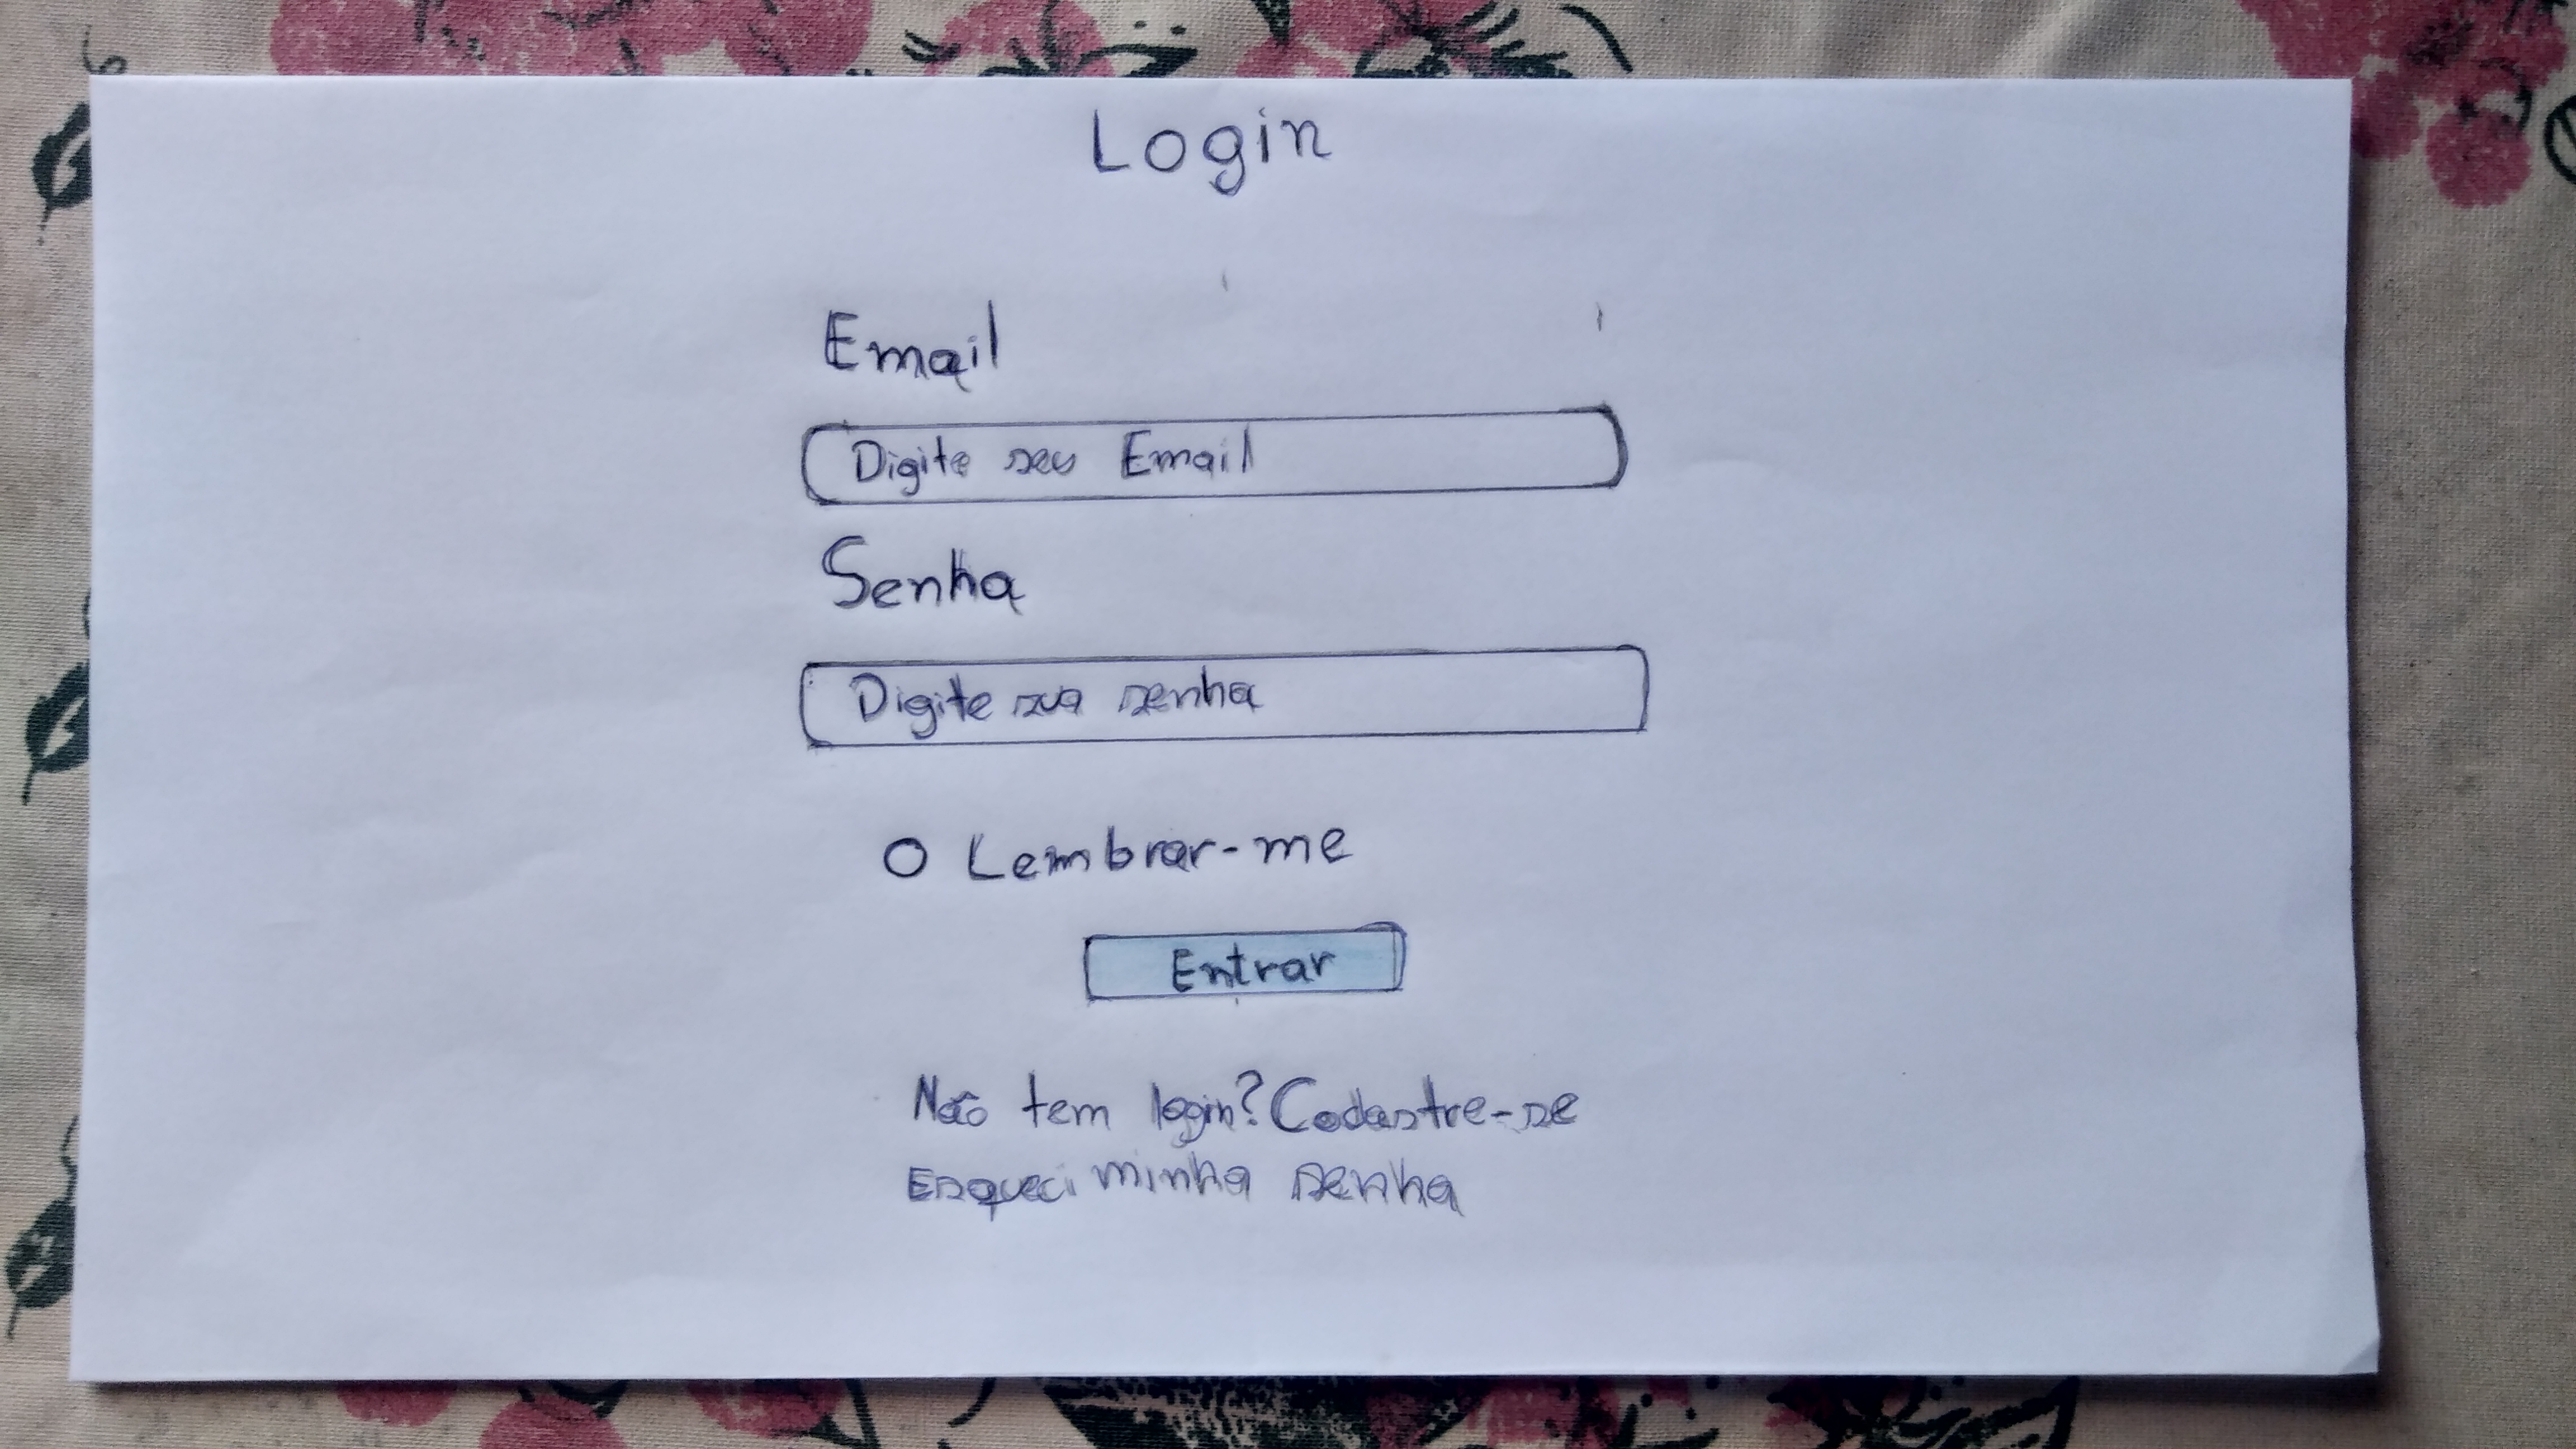 Login
Email
Digite seu Email
Senha
Digite sua senha
Lembrar-me
Entrar
Não tem login? Cadastre-se
Esqueci minha senha